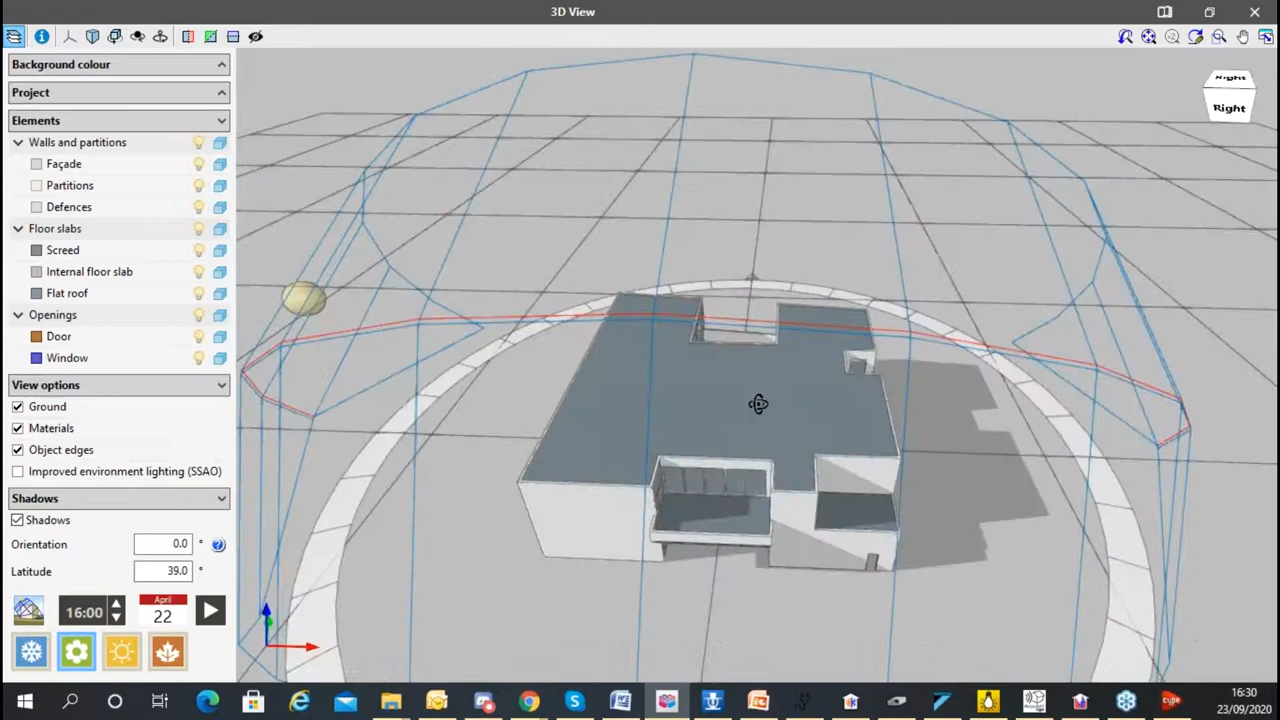 3D View
Background colour
Project
Elements
Walls and partitions
Façade
Partitions
Defences
Floor slabs
Screed
Internal floor slab
Flat roof
Openings
Door
Window
View options
Ground
Materials
Object edges
Improved environment lighting (SSAO)
Shadows
Shadows
Orientation 0.0 °
Latitude 39.0 °
16:00
April
22
Right
Right
16:30
23/09/2020
CYPE